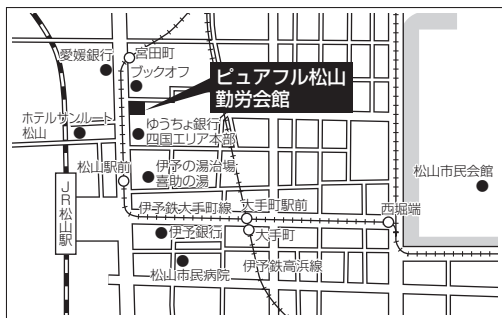 宮田町
愛媛銀行
ブックオフ
ピュアフル松山
勤労会館
ホテルサンルート
松山
ゆうちょ銀行
四国エリア本部
松山駅前
伊予の湯治場
喜助の湯
松山市民会館
JR松山駅
伊予鉄大手町線
大手町駅前
西堀端
伊予銀行
大手町
松山市民病院
伊予鉄高浜線